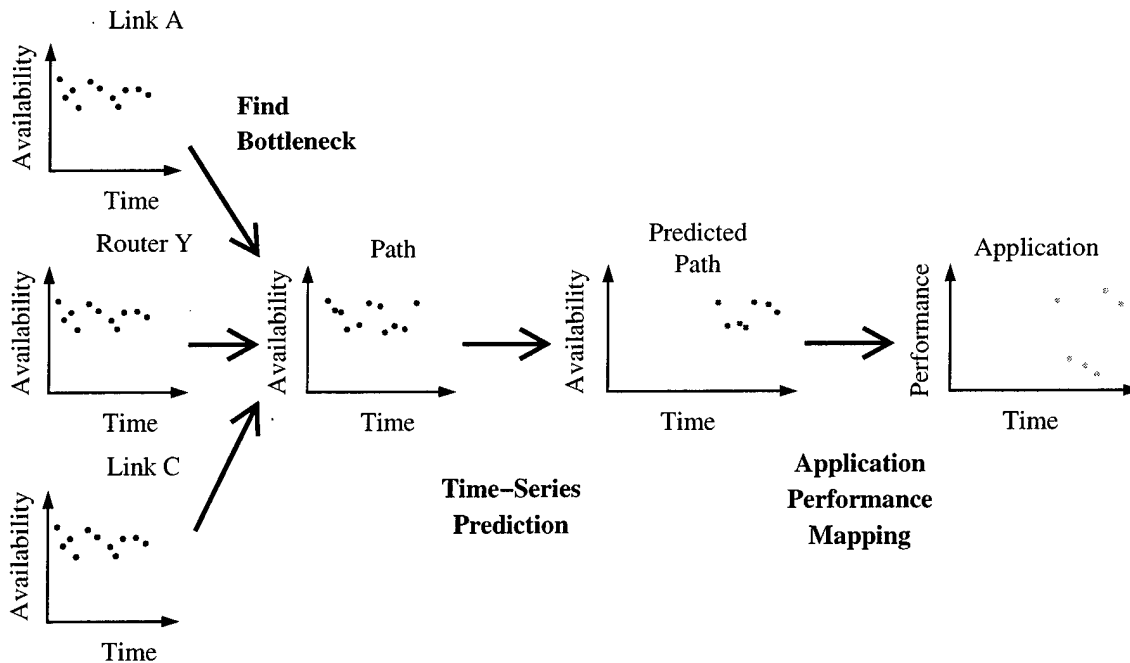 Link A
Availability
Time
Find
Bottleneck
Router Y
Availability
Time
Link C
Availability
Time
Path
Availability
Time
Time–Series
Prediction
Predicted
Path
Availability
Time
Application
Performance
Mapping
Application
Performance
Time